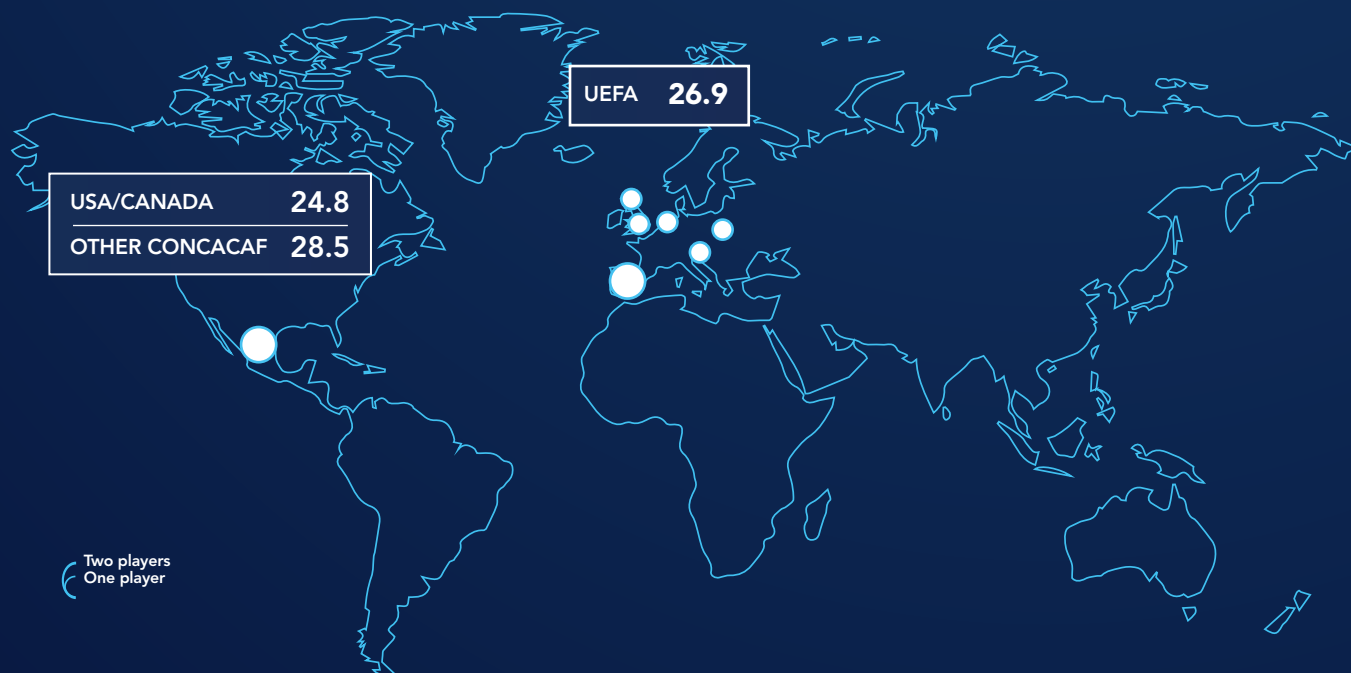 UEFA 26.9
USA/CANADA 24.8
OTHER CONCACAF 28.5
Two players
One player